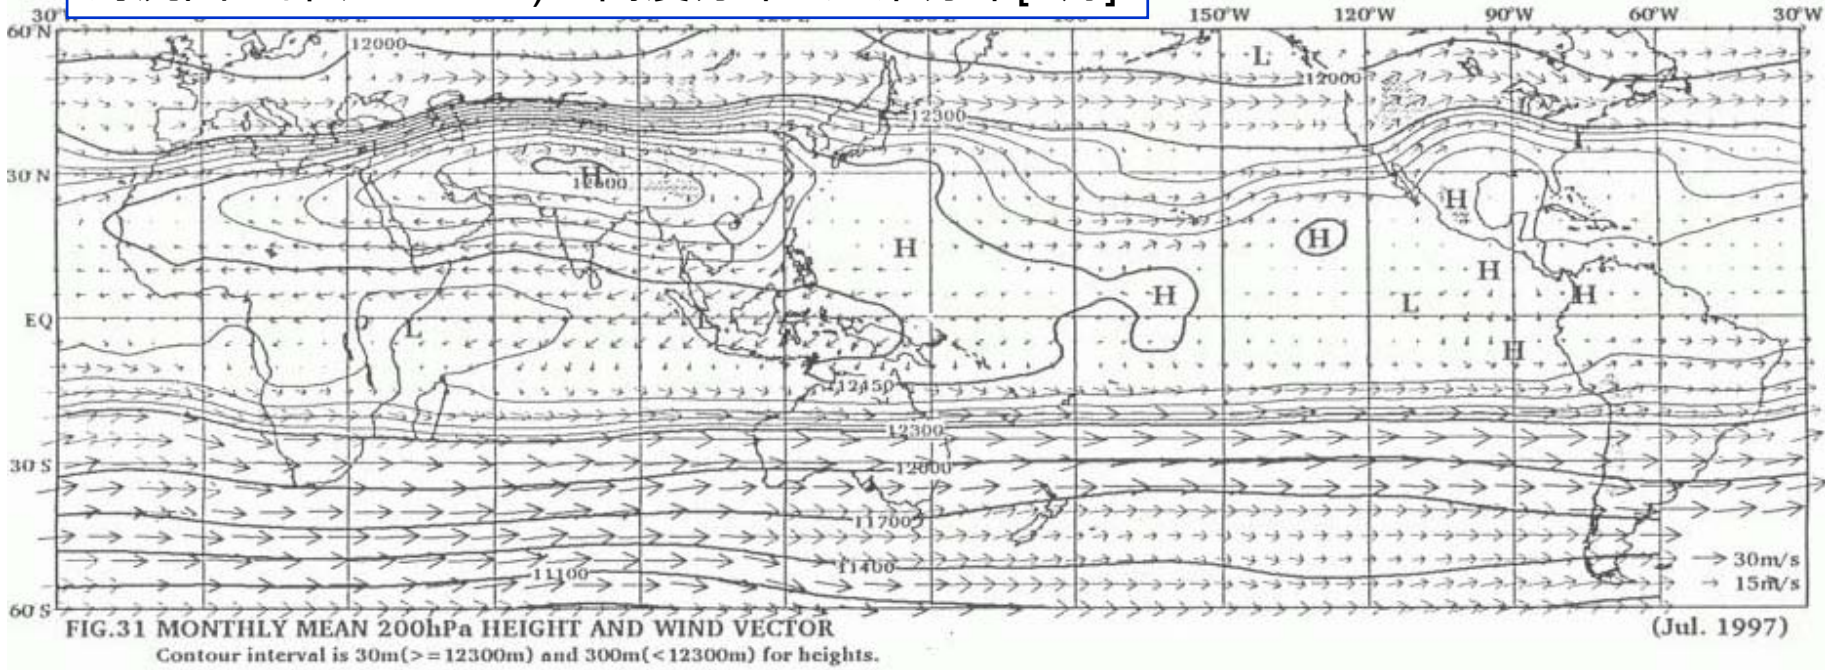 30°W 150°W 120°W 90°W 60°W 30°W
60°N
12000
L
12000
12300
30°N
H
12600
H
H
H
H
H
H
EQ
L
L
H
12450
12300
30°S
12000
11700
11400
11100
30m/s
15m/s
60°S
FIG.31 MONTHLY MEAN 200hPa HEIGHT AND WIND VECTOR (Jul. 1997)
Contour interval is 30m(>=12300m) and 300m(<12300m) for heights.